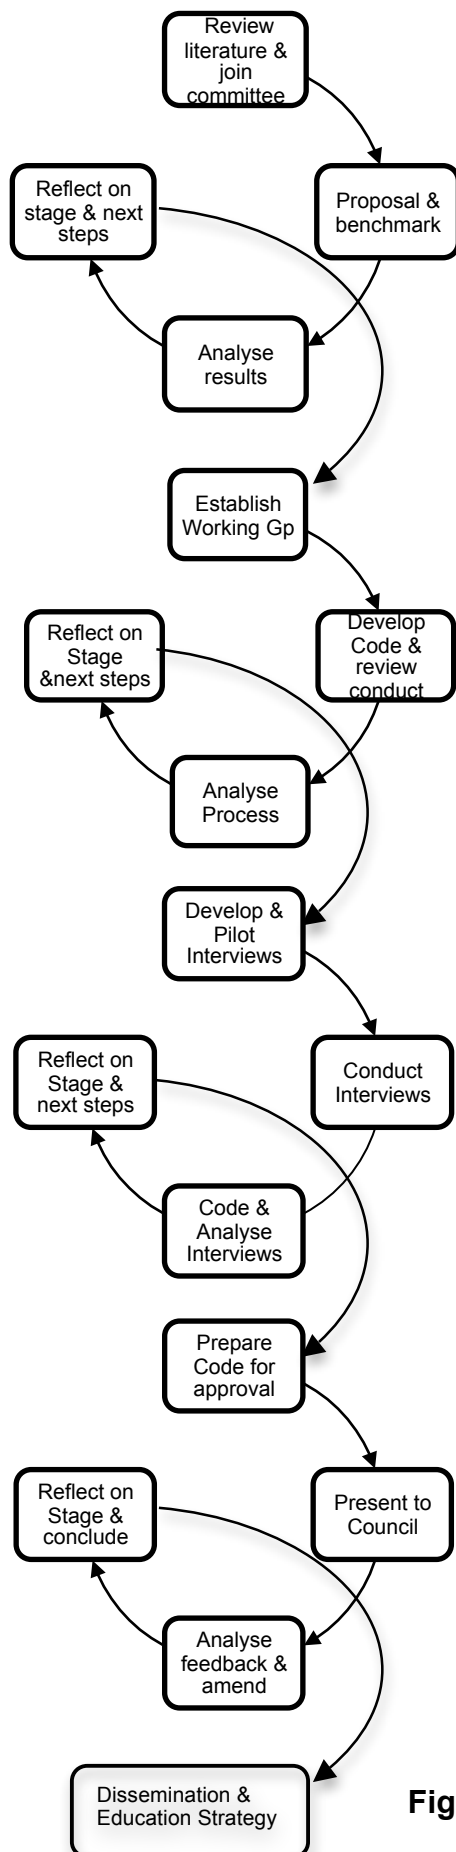 Review
literature &
join
committee
Reflect on
stage & next
steps
Proposal &
benchmark
Analyse
results
Establish
Working Gp
Reflect on
Stage
&next steps
Develop
Code &
review
conduct
Analyse
Process
Develop &
Pilot
Interviews
Reflect on
Stage &
next steps
Conduct
Interviews
Code &
Analyse
Interviews
Prepare
Code for
approval
Reflect on
Stage &
conclude
Present to
Council
Analyse
feedback &
amend
Dissemination &
Education Strategy
Fig